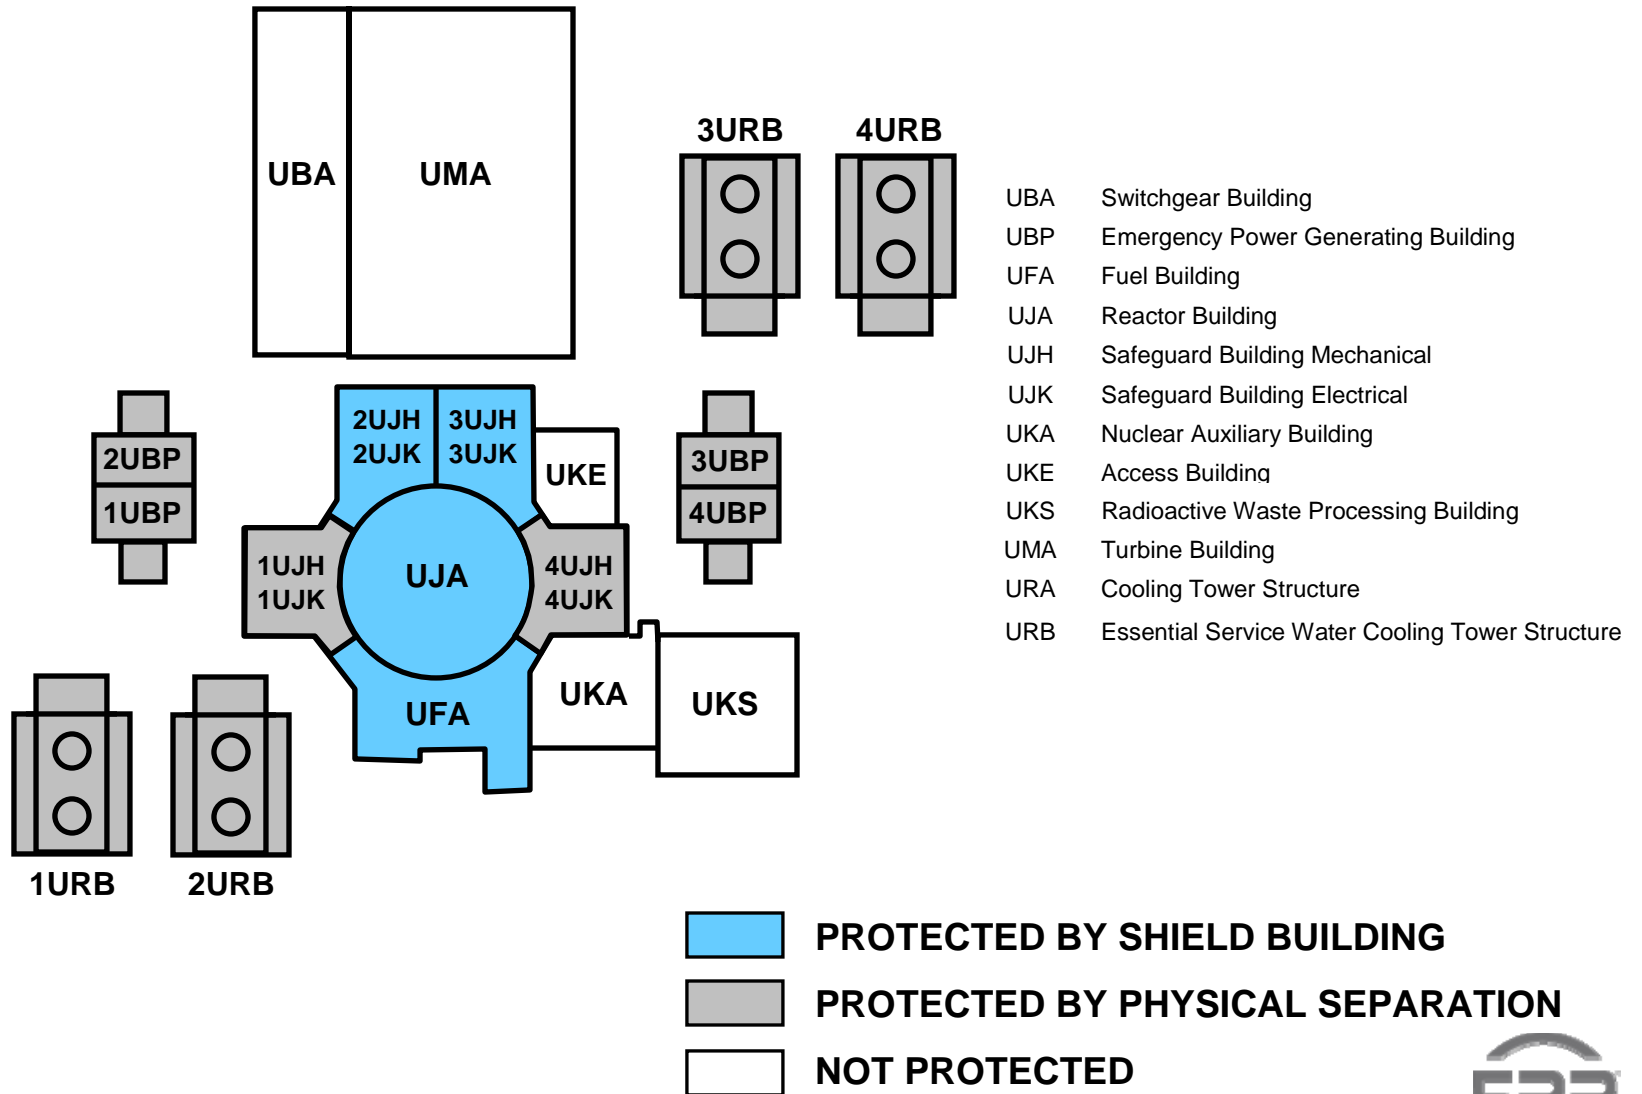 3URB 4URB
UBA UMA
UBA Switchgear Building
UBP Emergency Power Generating Building
UFA Fuel Building
UJA Reactor Building
UJH Safeguard Building Mechanical
UJK Safeguard Building Electrical
UKA Nuclear Auxiliary Building
UKE Access Building
UKS Radioactive Waste Processing Building
UMA Turbine Building
URA Cooling Tower Structure
URB Essential Service Water Cooling Tower Structure
2UJH 3UJH
2UJK 3UJK
2UBP
1UBP
UKE
3UBP
4UBP
1UJH
1UJK
UJA
4UJH
4UJK
UFA
UKA
UKS
1URB 2URB
PROTECTED BY SHIELD BUILDING
PROTECTED BY PHYSICAL SEPARATION
NOT PROTECTED